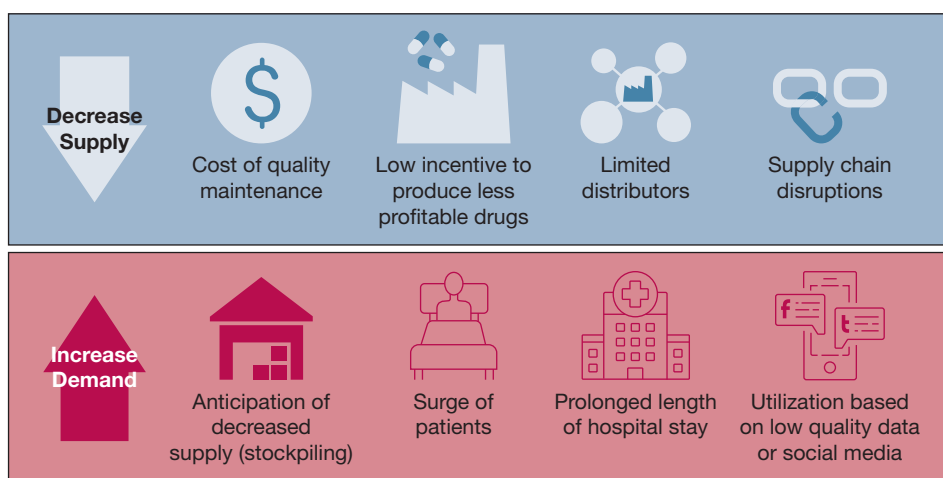 Decrease
Supply
$
Cost of quality
maintenance
Low incentive to
produce less
profitable drugs
Limited
distributors
Supply chain
disruptions
Increase
Demand
Anticipation of
decreased
supply (stockpiling)
Surge of
patients
Prolonged length
of hospital stay
f
t
Utilization based
on low quality data
or social media